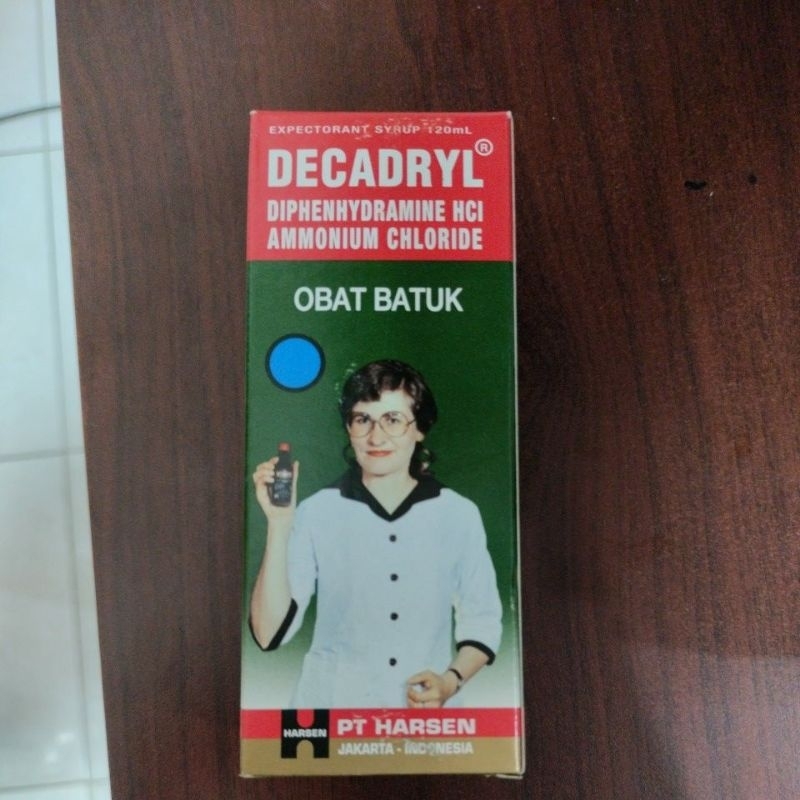 EXPECTORANT SYRUP 120mL
DECADRYL®
DIPHENHYDRAMINE HCl
AMMONIUM CHLORIDE
OBAT BATUK
HARSEN
PT HARSEN
JAKARTA - INDONESIA